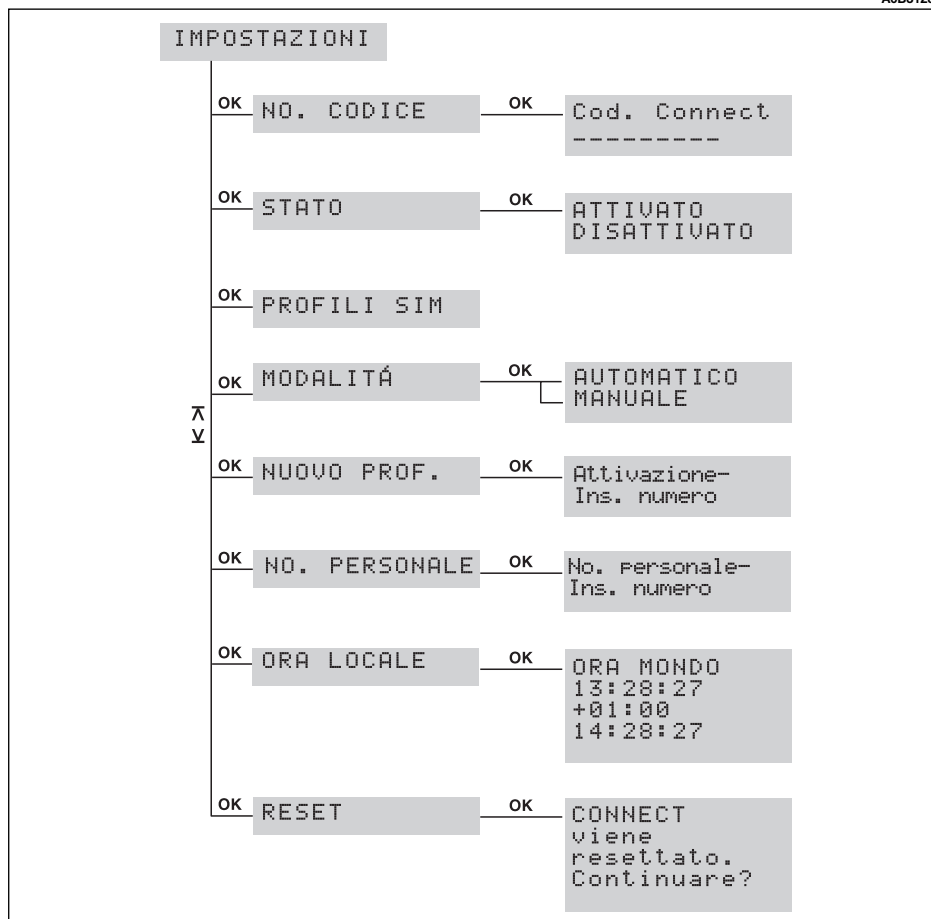 IMPOSTAZIONI
OK NO. CODICE OK Cod. Connect
_________
OK STATO OK ATTIVATO
DISATTIVATO
OK PROFILI SIM
OK MODALITÁ OK AUTOMATICO
MANUALE
OK NUOVO PROF. OK Attivazione-
Ins. numero
OK NO. PERSONALE OK No. personale-
Ins. numero
OK ORA LOCALE OK ORA MONDO
13:28:27
+01:00
14:28:27
OK RESET OK CONNECT
viene
resettato.
Continuare?